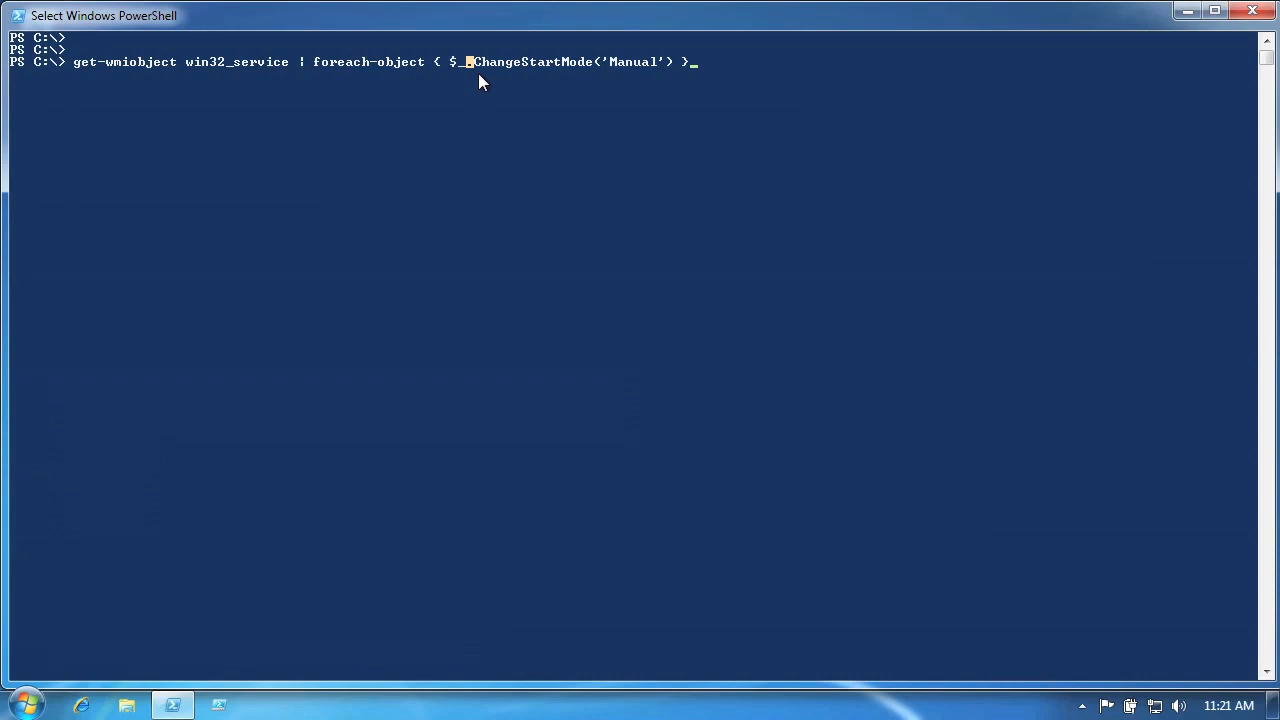 Select Windows PowerShell
PS C:\>
PS C:\>
PS C:\> get-wmiobject win32_service | foreach-object { $_.ChangeStartMode('Manual') }_
11:21 AM